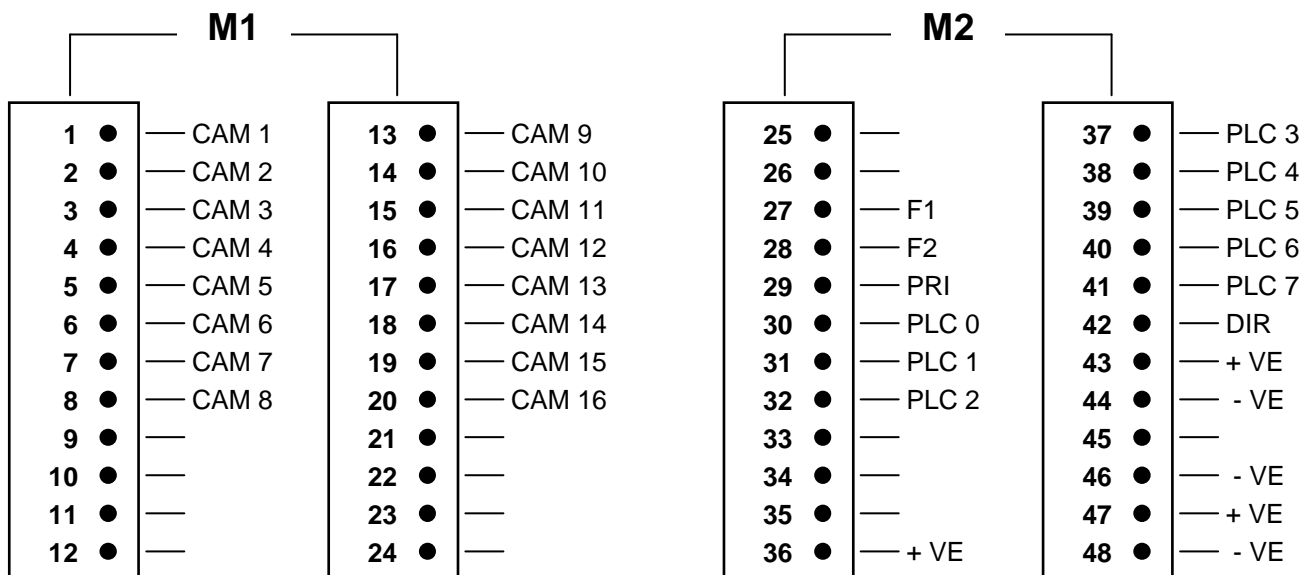 M1 M2
1 CAM 1 13 CAM 9 25 37 PLC 3
2 CAM 2 14 CAM 10 26 38 PLC 4
3 CAM 3 15 CAM 11 27 F1 39 PLC 5
4 CAM 4 16 CAM 12 28 F2 40 PLC 6
5 CAM 5 17 CAM 13 29 PRI 41 PLC 7
6 CAM 6 18 CAM 14 30 PLC 0 42 DIR
7 CAM 7 19 CAM 15 31 PLC 1 43 + VE
8 CAM 8 20 CAM 16 32 PLC 2 44 - VE
9 21 33 45
10 22 34 46 - VE
11 23 35 47 + VE
12 24 36 + VE 48 - VE